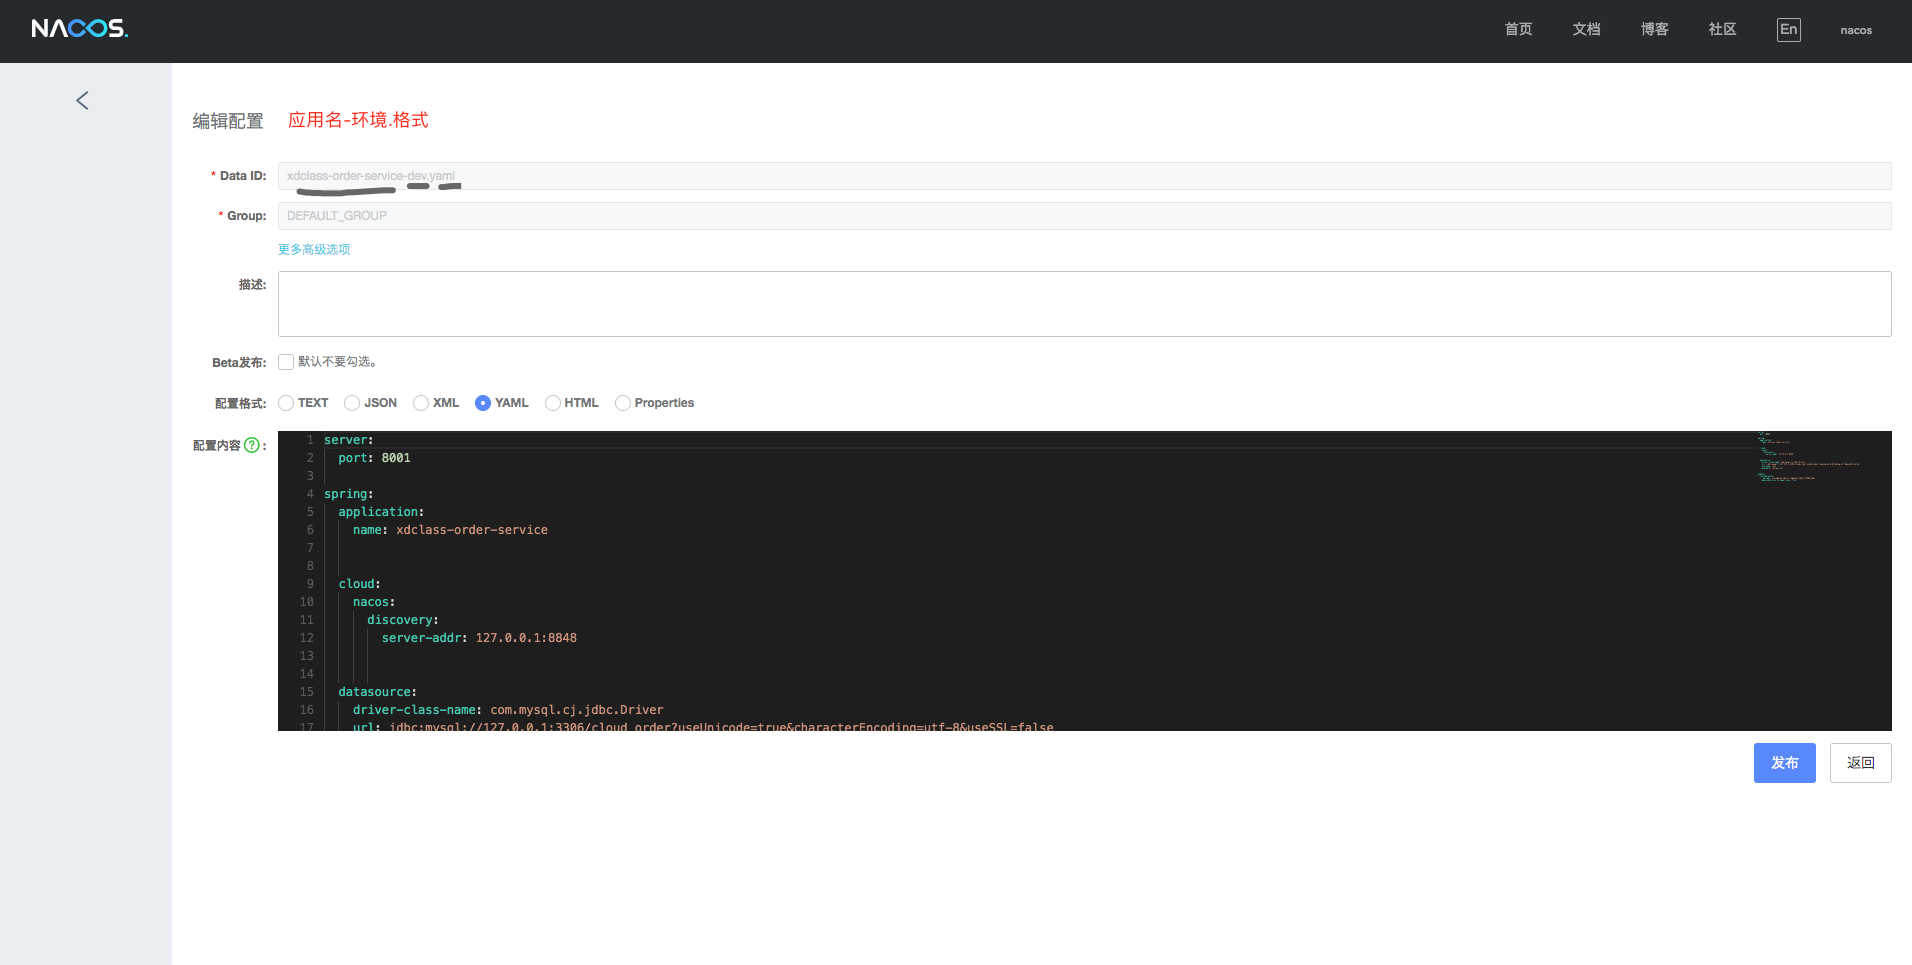 NACOS.
首页 文档 博客 社区 En nacos
编辑配置 应用名-环境.格式
* Data ID: xdclass-order-service-dev.yaml
* Group: DEFAULT_GROUP
更多高级选项
描述:
Beta发布: 默认不要勾选。
配置格式: TEXT JSON XML YAML HTML Properties
配置内容 ? :
1 server:
2 port: 8001
3
4 spring:
5 application:
6 name: xdclass-order-service
7
8
9 cloud:
10 nacos:
11 discovery:
12 server-addr: 127.0.0.1:8848
13
14
15 datasource:
16 driver-class-name: com.mysql.cj.jdbc.Driver
17 url: jdbc:mysql://127.0.0.1:3306/cloud_order?useUnicode=true&characterEncoding=utf-8&useSSL=false
发布 返回